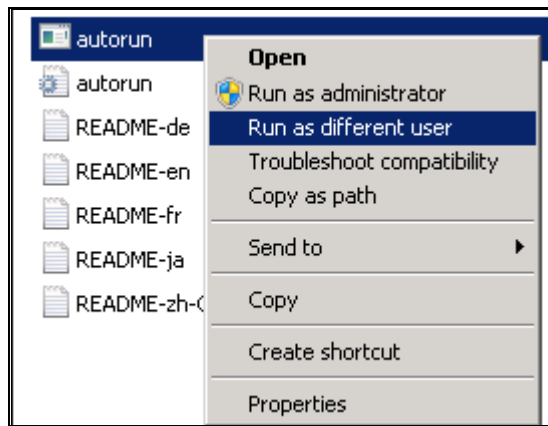 autorun
autorun
README-de
README-en
README-fr
README-ja
README-zh-
Open
Run as administrator
Run as different user
Troubleshoot compatibility
Copy as path
Send to
Copy
Create shortcut
Properties